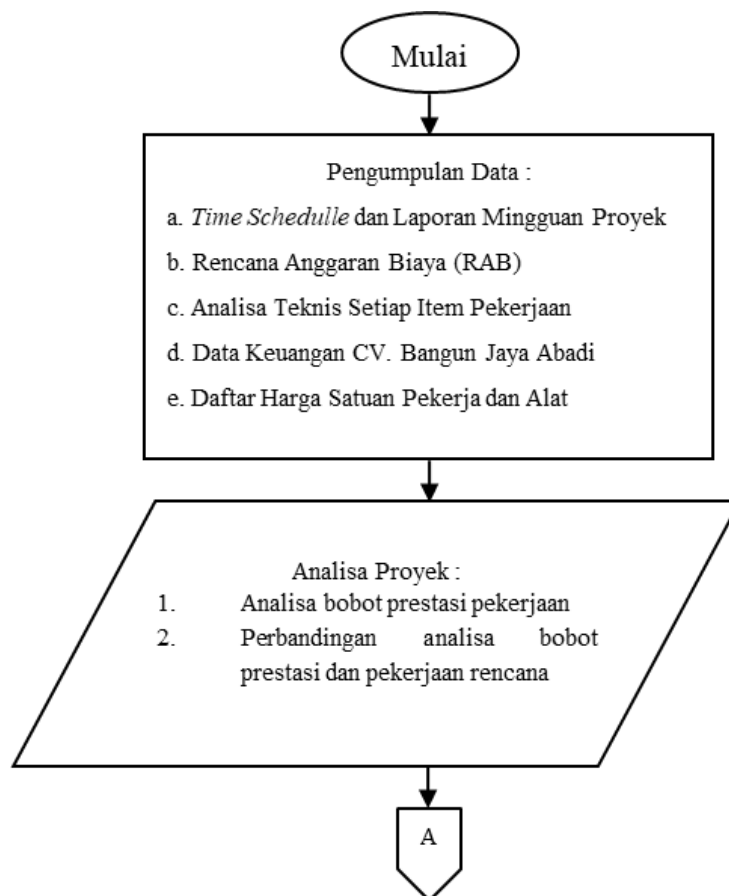 Mulai
Pengumpulan Data :
a. Time Schedulle dan Laporan Mingguan Proyek
b. Rencana Anggaran Biaya (RAB)
c. Analisa Teknis Setiap Item Pekerjaan
d. Data Keuangan CV. Bangun Jaya Abadi
e. Daftar Harga Satuan Pekerja dan Alat
Analisa Proyek :
1. Analisa bobot prestasi pekerjaan
2. Perbandingan analisa bobot
prestasi dan pekerjaan rencana
A